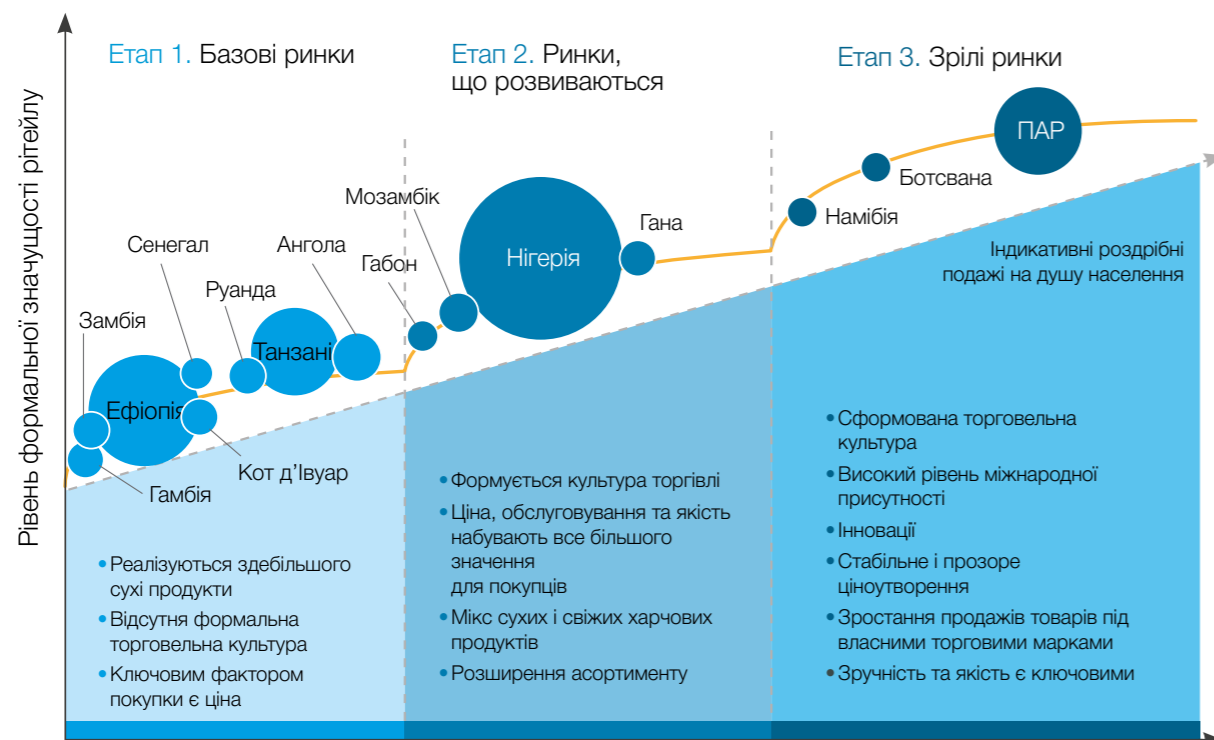 Рівень формальної значущості рітейлу
Етап 1. Базові ринки
Етап 2. Ринки,
що розвиваються
Етап 3. Зрілі ринки
Замбія
Гамбія
Ефіопія
Сенегал
Кот д’Івуар
Руанда
Танзані
Ангола
Габон
Мозамбік
Нігерія
Гана
Намібія
Ботсвана
ПАР
Індикативні роздрібні
подажі на душу населення
• Реалізуються здебільшого
сухі продукти
• Відсутня формальна
торговельна культура
• Ключовим фактором
покупки є ціна
• Формується культура торгівлі
• Ціна, обслуговування та якість
набувають все більшого
значення
для покупців
• Мікс сухих і свіжих харчових
продуктів
• Розширення асортименту
• Сформована торговельна
культура
• Високий рівень міжнародної
присутності
• Інновації
• Стабільне і прозоре
ціноутворення
• Зростання продажів товарів під
власними торговими марками
• Зручність та якість є ключовими